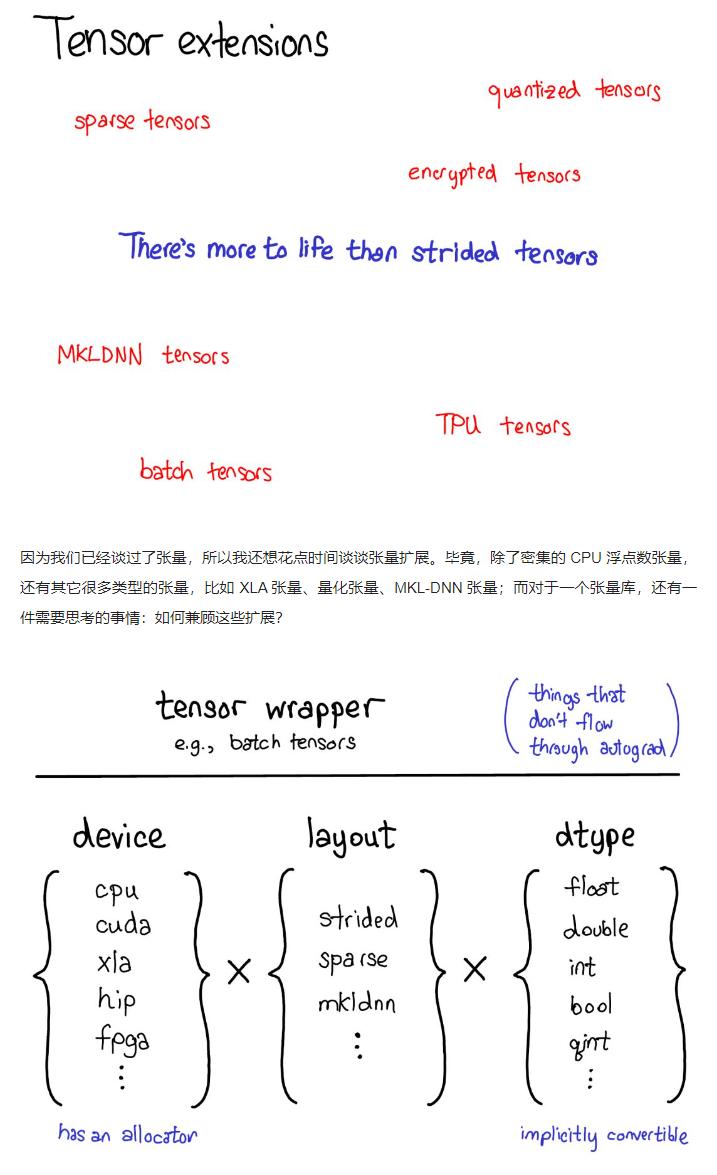 Tensor extensions
quantized tensors
sparse tensors
encrypted tensors
There's more to life than strided tensors
MKLDNN tensors
TPU tensors
batch tensors
因为我们已经谈过了张量，所以我还想花点时间谈谈张量扩展。毕竟，除了密集的 CPU 浮点数张量，
还有其它很多类型的张量，比如 XLA 张量、量化张量、MKL-DNN 张量；而对于一个张量库，还有一
件需要思考的事情：如何兼顾这些扩展？
tensor wrapper
e.g., batch tensors
(things that
don't flow
through autograd)
device
{ cpu
cuda
xla
hip
fpga
⋮ }
×
layout
{ strided
sparse
mkldnn
⋮ }
×
dtype
{ float
double
int
bool
qint
⋮ }
has an allocator
implicitly convertible